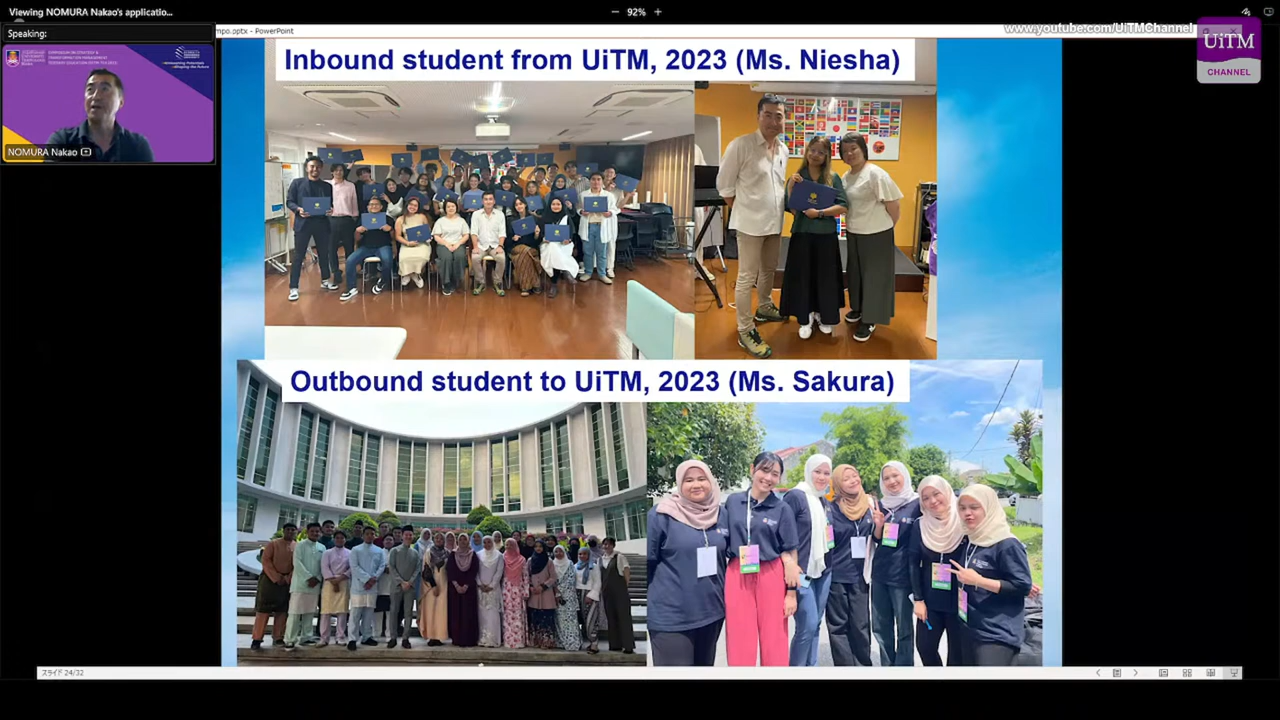 Viewing NOMURA Nakao's applicatio...
92%
Speaking:
mpo.pptx - PowerPoint
www.youtube.com/UiTMChannel
UiTM
CHANNEL
NOMURA Nakao
Inbound student from UiTM, 2023 (Ms. Niesha)
Outbound student to UiTM, 2023 (Ms. Sakura)
スライド 24/32